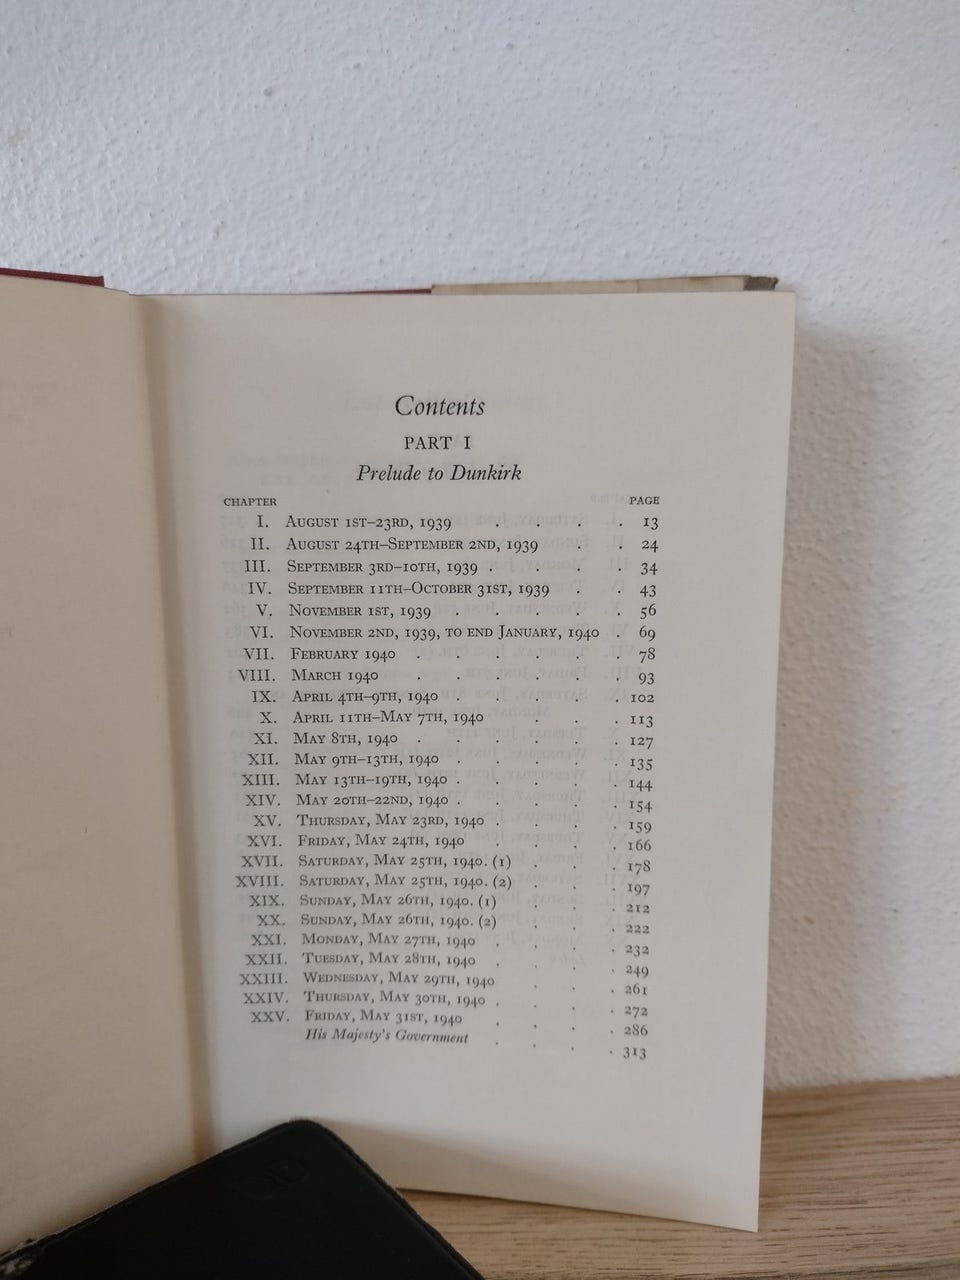 Contents
PART I
Prelude to Dunkirk
CHAPTER PAGE
I. AUGUST 1ST–23RD, 1939 . . . . 13
II. AUGUST 24TH–SEPTEMBER 2ND, 1939 . . 24
III. SEPTEMBER 3RD–10TH, 1939 . . . 34
IV. SEPTEMBER 11TH–OCTOBER 31ST, 1939 . . 43
V. NOVEMBER 1ST, 1939 . . . . . 56
VI. NOVEMBER 2ND, 1939, TO END JANUARY, 1940 . 69
VII. FEBRUARY 1940 . . . . . . 78
VIII. MARCH 1940 . . . . . . 93
IX. APRIL 4TH–9TH, 1940 . . . . . 102
X. APRIL 11TH–MAY 7TH, 1940 . . . 113
XI. MAY 8TH, 1940 . . . . . . 127
XII. MAY 9TH–13TH, 1940 . . . . . 135
XIII. MAY 13TH–19TH, 1940 . . . . . 144
XIV. MAY 20TH–22ND, 1940 . . . . . 154
XV. THURSDAY, MAY 23RD, 1940 . . . . 159
XVI. FRIDAY, MAY 24TH, 1940 . . . . 166
XVII. SATURDAY, MAY 25TH, 1940. (1) . . . 178
XVIII. SATURDAY, MAY 25TH, 1940. (2) . . . 197
XIX. SUNDAY, MAY 26TH, 1940. (1) . . . 212
XX. SUNDAY, MAY 26TH, 1940. (2) . . . 222
XXI. MONDAY, MAY 27TH, 1940 . . . . 232
XXII. TUESDAY, MAY 28TH, 1940 . . . . 249
XXIII. WEDNESDAY, MAY 29TH, 1940 . . . 261
XXIV. THURSDAY, MAY 30TH, 1940 . . . . 272
XXV. FRIDAY, MAY 31ST, 1940 . . . . 286
His Majesty's Government . . . . 313